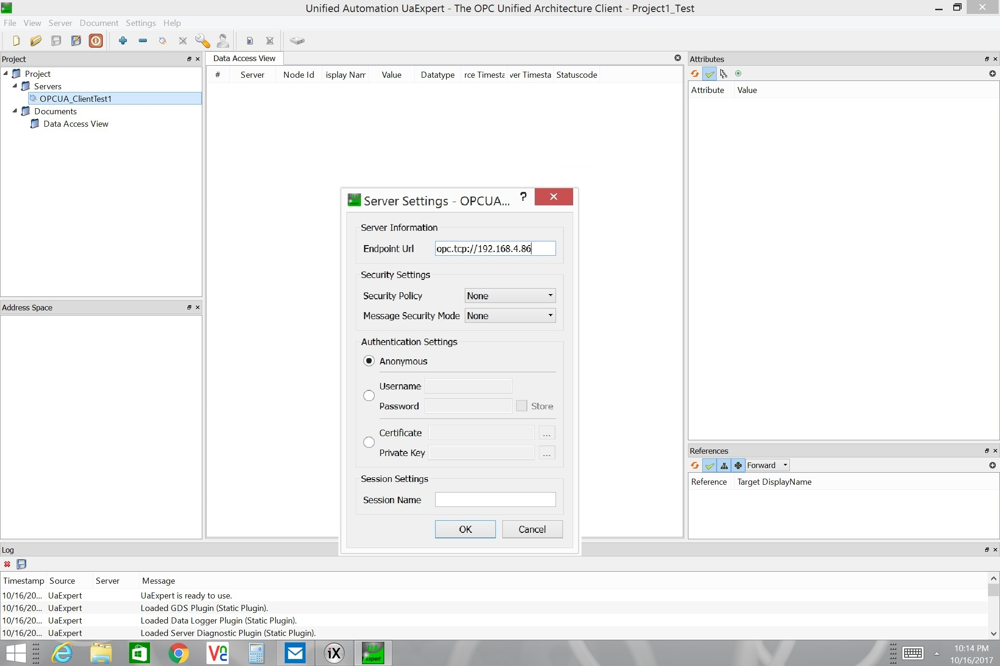 Unified Automation UaExpert - The OPC Unified Architecture Client - Project1_Test
File View Server Document Settings Help
Project
Project
Servers
OPCUA_ClientTest1
Documents
Data Access View
Address Space
Data Access View
# Server Node Id isplay Nam Value Datatype rce Timesta ver Timesta Statuscode
Attributes
Attribute Value
References
Forward
Reference Target DisplayName
Server Settings - OPCUA... ?
Server Information
Endpoint Url opc.tcp://192.168.4.86
Security Settings
Security Policy None
Message Security Mode None
Authentication Settings
Anonymous
Username
Password Store
Certificate ...
Private Key ...
Session Settings
Session Name
OK Cancel
Log
Timestamp Source Server Message
10/16/20... UaExpert UaExpert is ready to use.
10/16/20... UaExpert Loaded GDS Plugin (Static Plugin).
10/16/20... UaExpert Loaded Data Logger Plugin (Static Plugin).
10/16/20... UaExpert Loaded Server Diagnostic Plugin (Static Plugin).
iX
UA
Expert
10:14 PM
10/16/2017